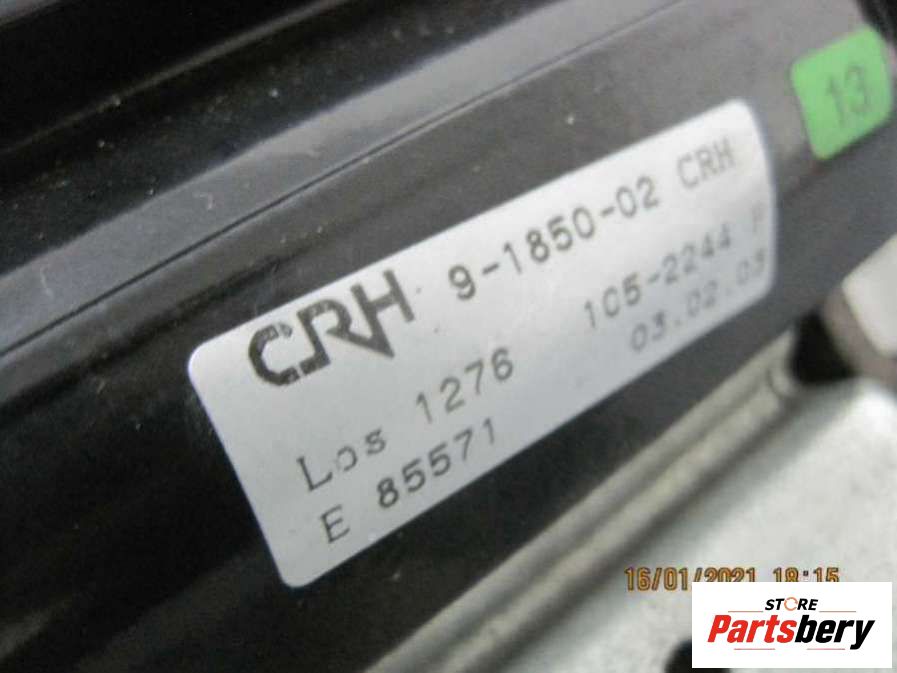 13
CRH 9-1850-02 CRH
Los 1276 105-2244 P
E 85571 03.02.03
16/01/2021 18:15
STORE
Partsbery